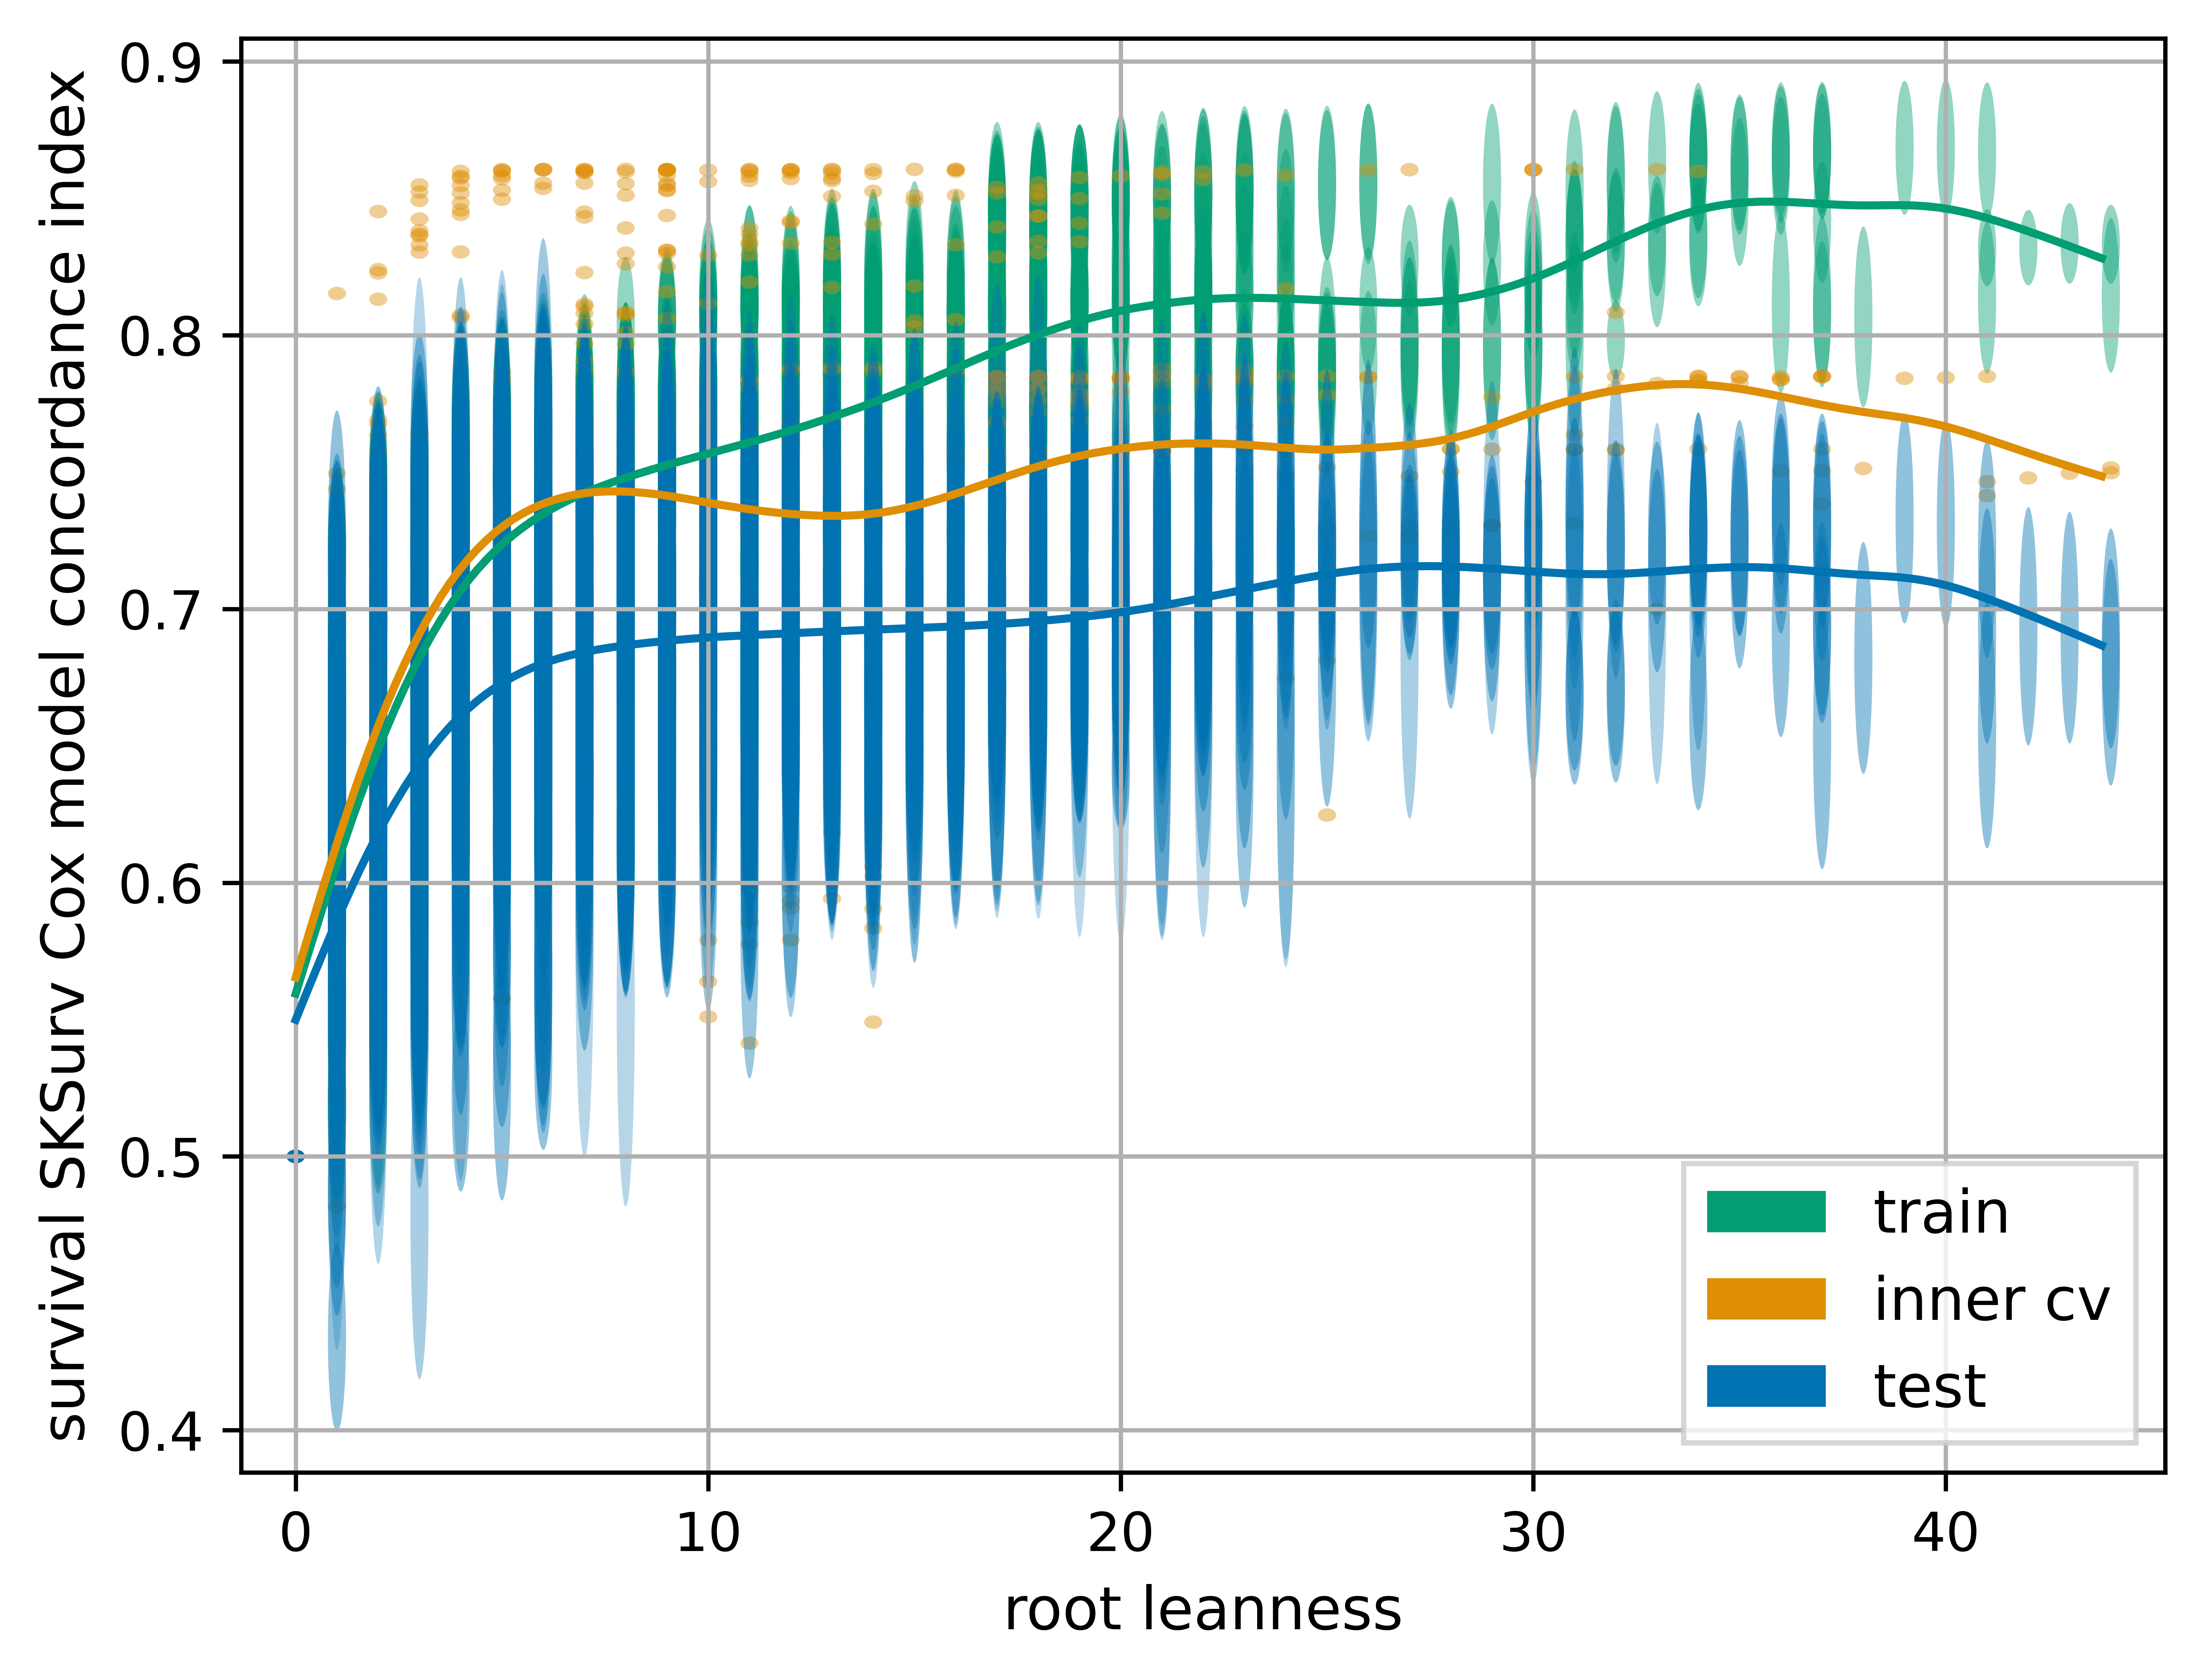 survival SKSurv Cox model concordance index
0.9
0.8
0.7
0.6
0.5
0.4
0 10 20 30 40
root leanness
train
inner cv
test